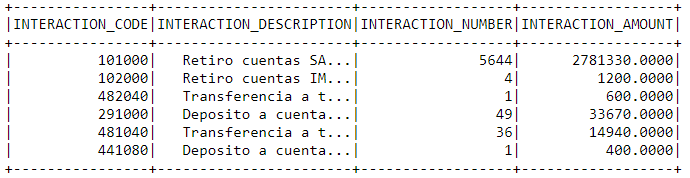 +----------------+-----------------------+------------------+------------------+
|INTERACTION_CODE|INTERACTION_DESCRIPTION|INTERACTION_NUMBER|INTERACTION_AMOUNT|
+----------------+-----------------------+------------------+------------------+
| 101000| Retiro cuentas SA...| 5644| 2781330.0000|
| 102000| Retiro cuentas IM...| 4| 1200.0000|
| 482040| Transferencia a t...| 1| 600.0000|
| 291000| Deposito a cuenta...| 49| 33670.0000|
| 481040| Transferencia a t...| 36| 14940.0000|
| 441080| Deposito a cuenta...| 1| 400.0000|
+----------------+-----------------------+------------------+------------------+